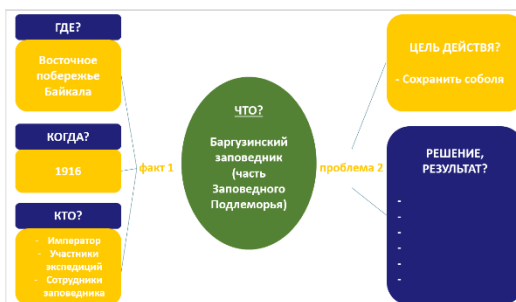 ГДЕ?
Восточное
побережье
Байкала
КОГДА?
1916
КТО?
- Император
- Участники
экспедиций
- Сотрудники
заповедника
факт 1
ЧТО?
Баргузинский
заповедник
(часть
Заповедного
Подлеморья)
проблема 2
ЦЕЛЬ ДЕЙСТВЯ?
- Сохранить соболя
РЕШЕНИЕ,
РЕЗУЛЬТАТ?
-
-
-
-
-
-